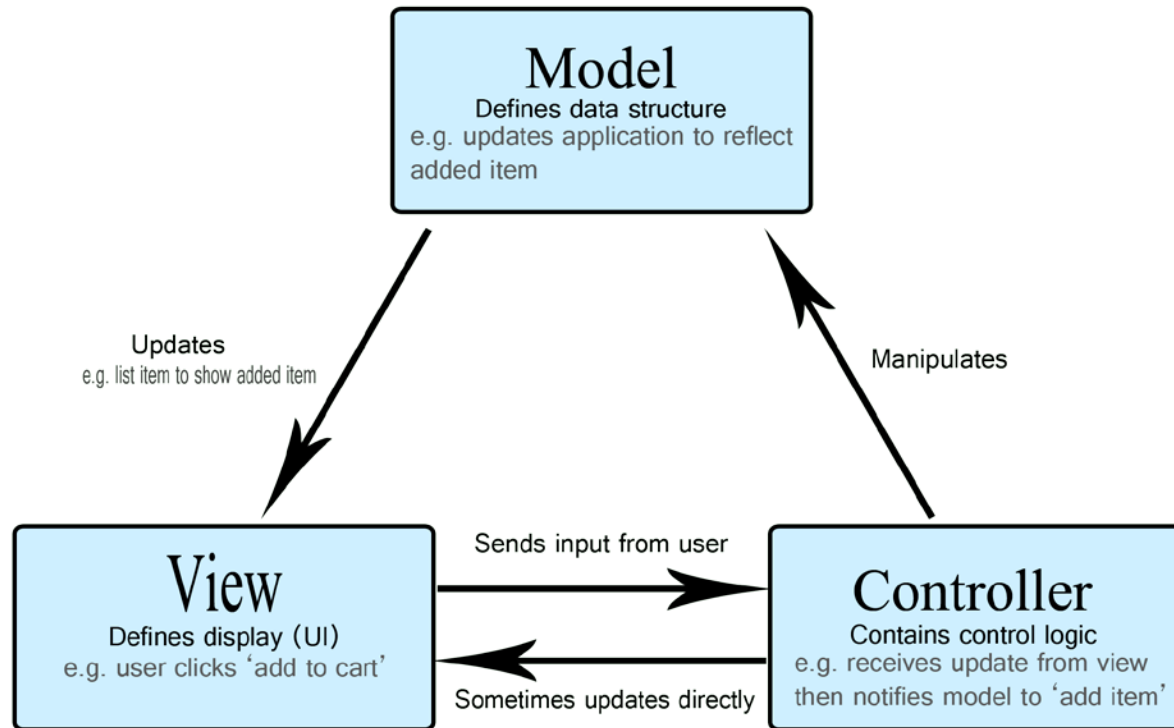 Model
Defines data structure
e.g. updates application to reflect
added item
Updates
e.g. list item to show added item
Manipulates
Sends input from user
View
Defines display (UI)
e.g. user clicks ‘add to cart’
Controller
Contains control logic
e.g. receives update from view
then notifies model to ‘add item’
Sometimes updates directly